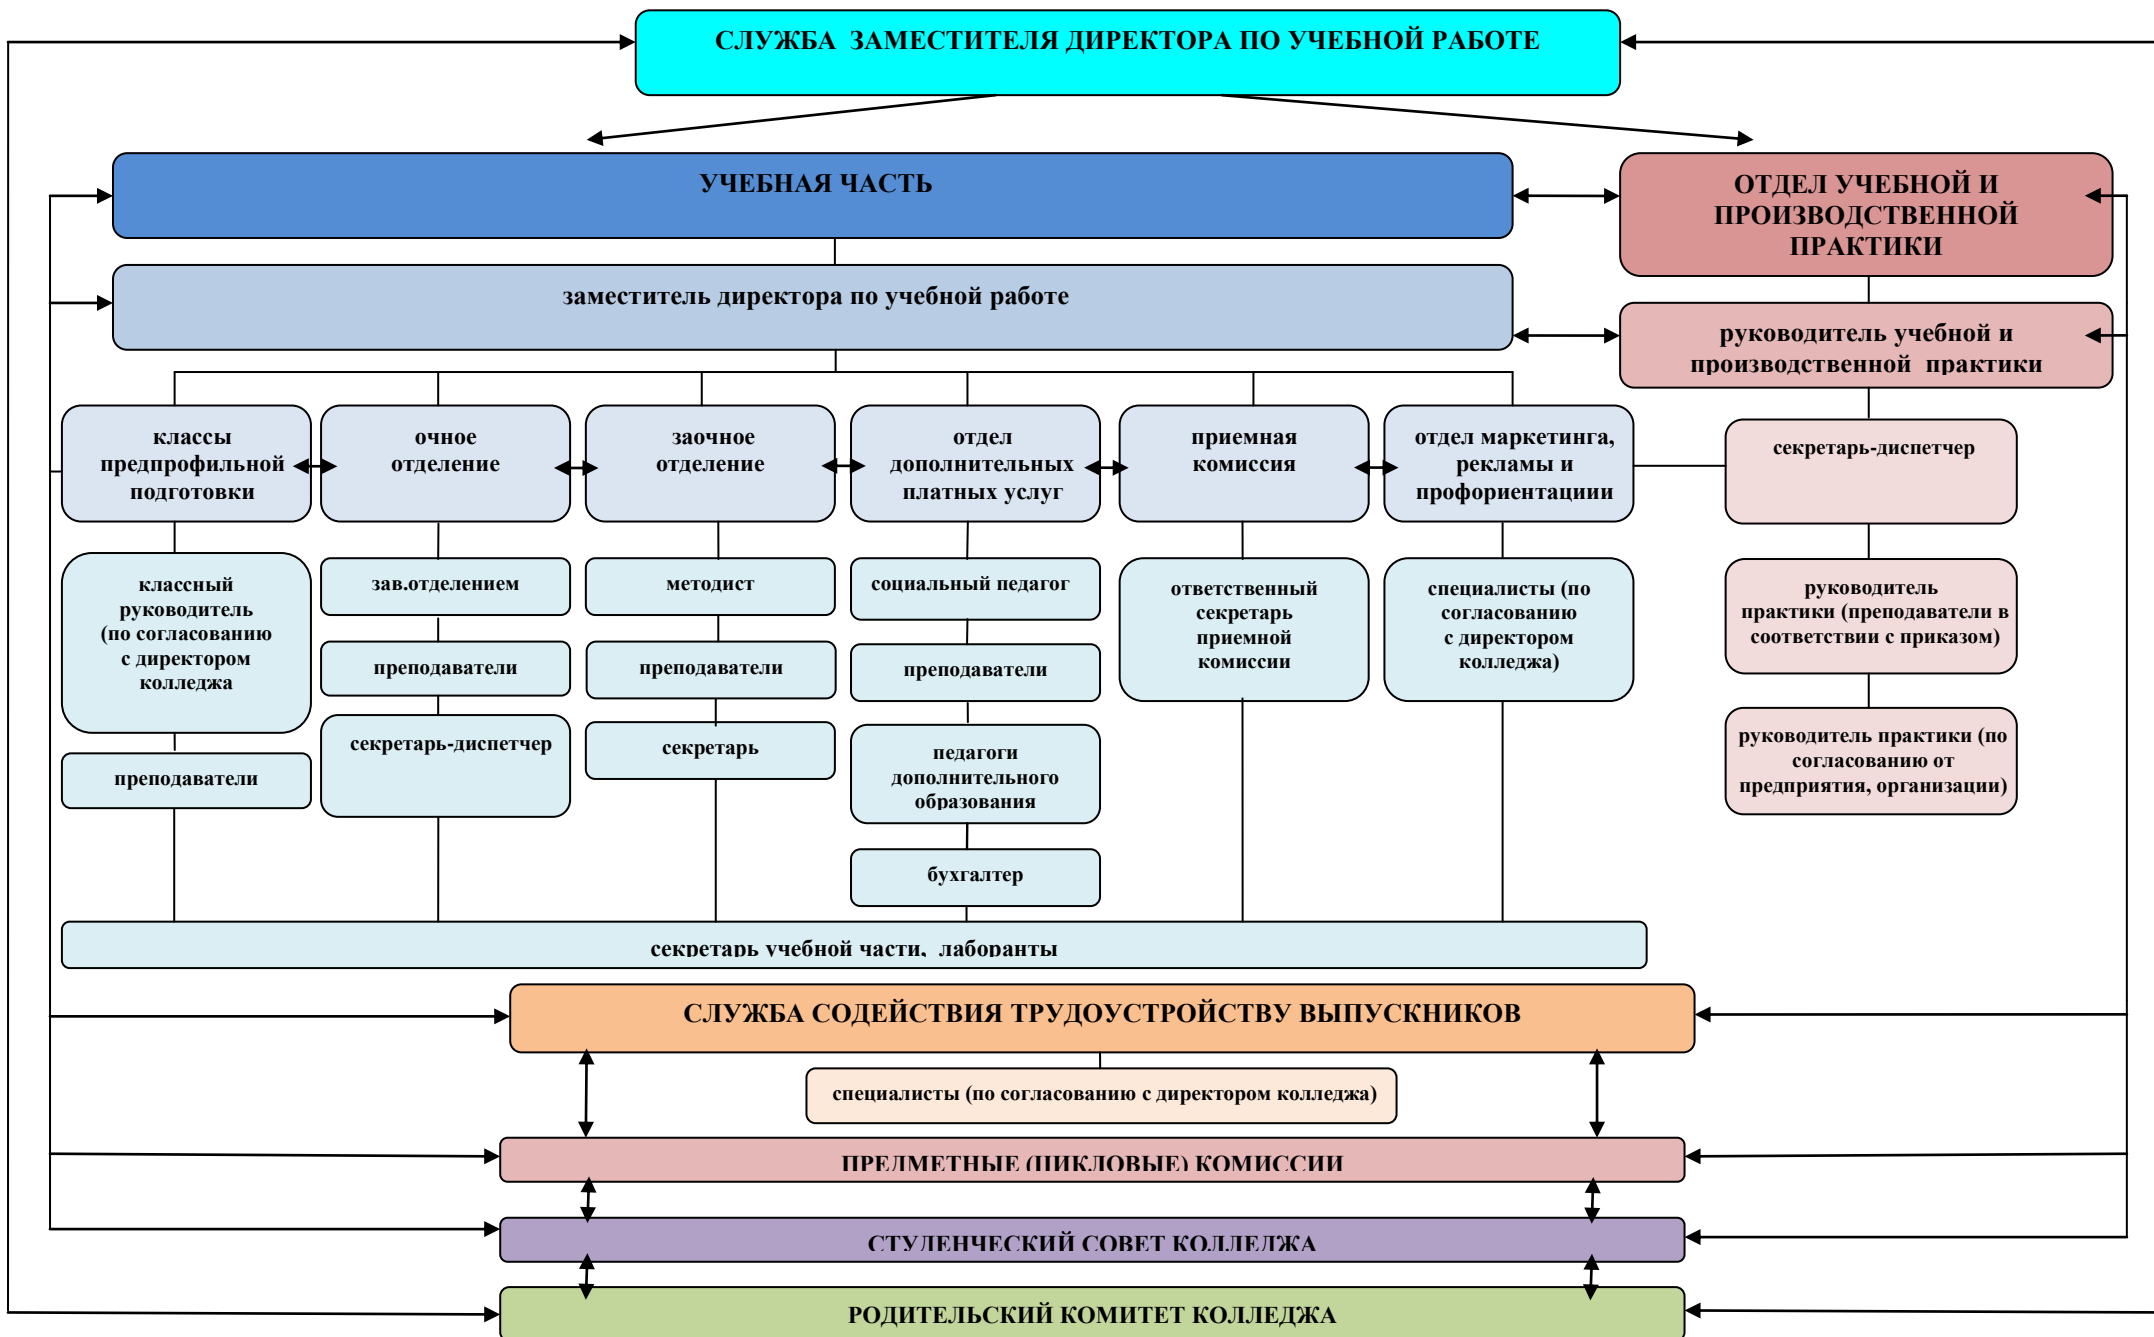 СЛУЖБА ЗАМЕСТИТЕЛЯ ДИРЕКТОРА ПО УЧЕБНОЙ РАБОТЕ
УЧЕБНАЯ ЧАСТЬ
ОТДЕЛ УЧЕБНОЙ И
ПРОИЗВОДСТВЕННОЙ
ПРАКТИКИ
заместитель директора по учебной работе
руководитель учебной и
производственной практики
классы
предпрофильной
подготовки
очное
отделение
заочное
отделение
отдел
дополнительных
платных услуг
приемная
комиссия
отдел маркетинга,
рекламы и
профориентациии
секретарь-диспетчер
классный
руководитель
(по согласованию
с директором
колледжа
преподаватели
зав.отделением
преподаватели
секретарь-диспетчер
методист
преподаватели
секретарь
социальный педагог
преподаватели
педагоги
дополнительного
образования
бухгалтер
ответственный
секретарь
приемной
комиссии
специалисты (по
согласованию
с директором
колледжа)
руководитель
практики (преподаватели в
соответствии с приказом)
руководитель практики (по
согласованию от
предприятия, организации)
секретарь учебной части, лаборанты
СЛУЖБА СОДЕЙСТВИЯ ТРУДОУСТРОЙСТВУ ВЫПУСКНИКОВ
специалисты (по согласованию с директором колледжа)
ПРЕДМЕТНЫЕ (ЦИКЛОВЫЕ) КОМИССИИ
СТУДЕНЧЕСКИЙ СОВЕТ КОЛЛЕДЖА
РОДИТЕЛЬСКИЙ КОМИТЕТ КОЛЛЕДЖА